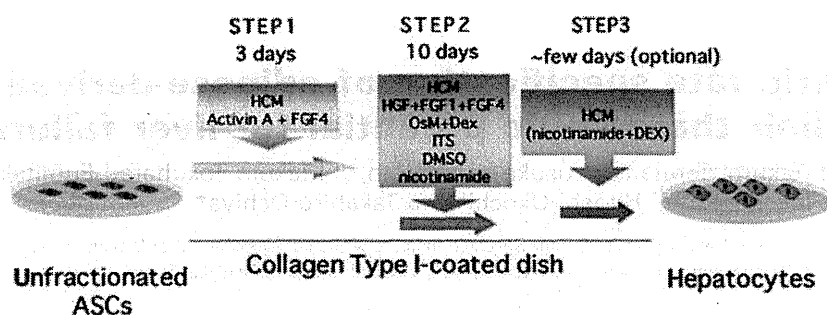 STEP1
3 days
HCM
Activin A + FGF4
STEP2
10 days
HCM
HGF+FGF1+FGF4
OsM+Dex
ITS
DMSO
nicotinamide
STEP3
~few days (optional)
HCM
(nicotinamide+DEX)
Unfractionated
ASCs
Collagen Type I-coated dish
Hepatocytes